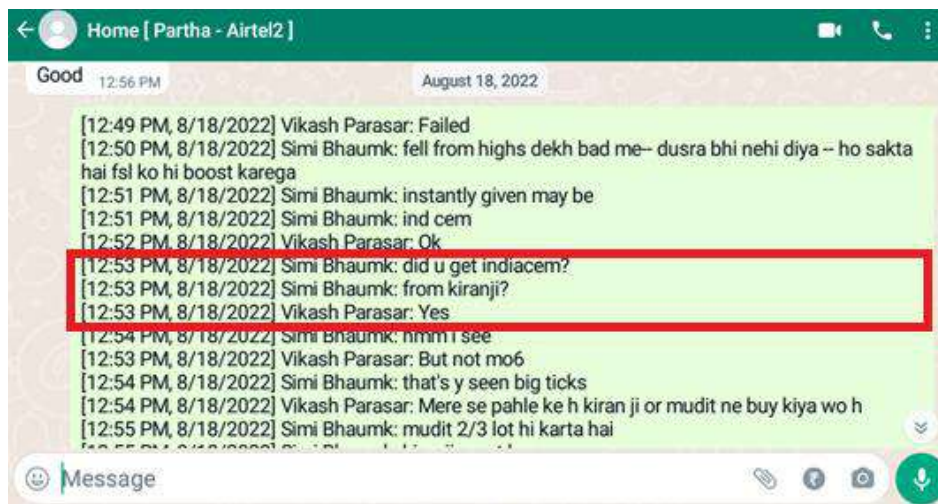 Home [ Partha - Airtel2 ]
Good 12:56 PM
August 18, 2022
[12:49 PM, 8/18/2022] Vikash Parasar: Failed
[12:50 PM, 8/18/2022] Simi Bhaumk: fell from highs dekh bad me-- dusra bhi nehi diya -- ho sakta
hai fsl ko hi boost karega
[12:51 PM, 8/18/2022] Simi Bhaumk: instantly given may be
[12:51 PM, 8/18/2022] Simi Bhaumk: ind cem
[12:52 PM, 8/18/2022] Vikash Parasar: Ok
[12:53 PM, 8/18/2022] Simi Bhaumk: did u get indiacem?
[12:53 PM, 8/18/2022] Simi Bhaumk: from kiranji?
[12:53 PM, 8/18/2022] Vikash Parasar: Yes
[12:54 PM, 8/18/2022] Simi Bhaumk: hmm I see
[12:53 PM, 8/18/2022] Vikash Parasar: But not mo6
[12:54 PM, 8/18/2022] Simi Bhaumk: that's y seen big ticks
[12:54 PM, 8/18/2022] Vikash Parasar: Mere se pahle ke h kiran ji or mudit ne buy kiya wo h
[12:55 PM, 8/18/2022] Simi Bhaumk: mudit 2/3 lot hi karta hai
Message